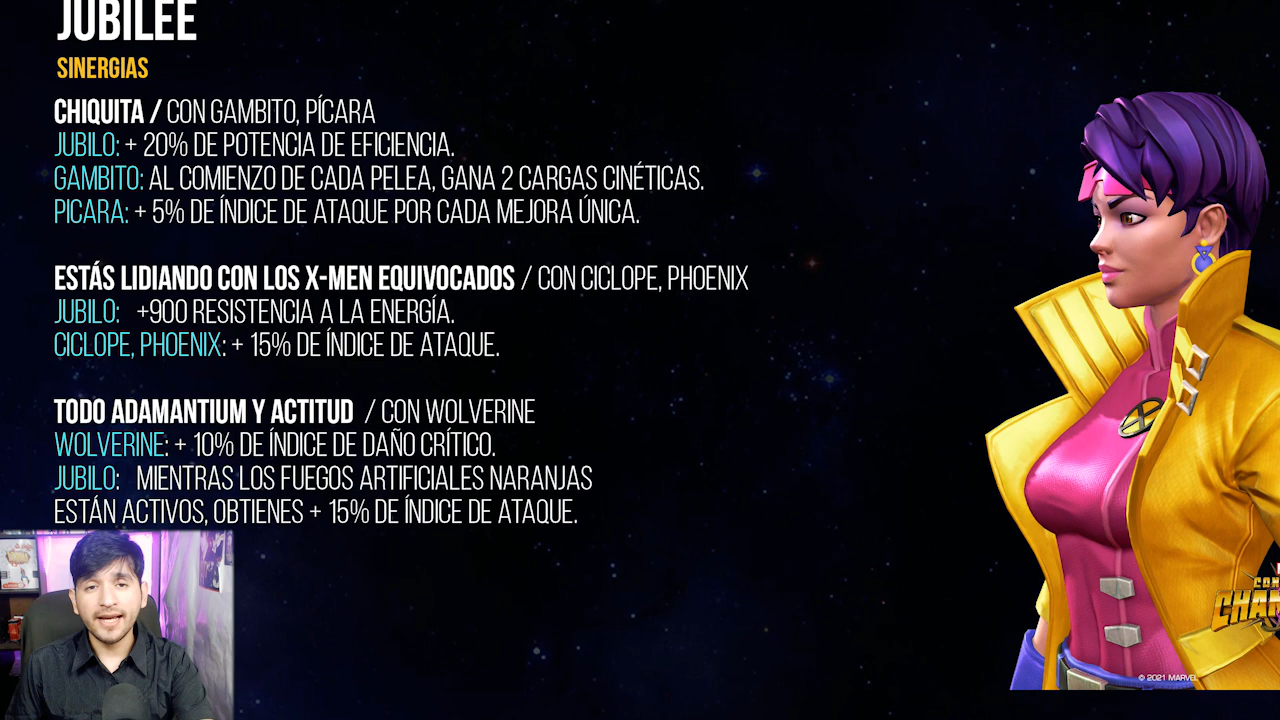 JUBILEE
SINERGIAS
CHIQUITA / CON GAMBITO, PÍCARA
JUBILO: + 20% DE POTENCIA DE EFICIENCIA.
GAMBITO: AL COMIENZO DE CADA PELEA, GANA 2 CARGAS CINÉTICAS.
PICARA: + 5% DE ÍNDICE DE ATAQUE POR CADA MEJORA ÚNICA.
ESTÁS LIDIANDO CON LOS X-MEN EQUIVOCADOS / CON CICLOPE, PHOENIX
JUBILO: +900 RESISTENCIA A LA ENERGÍA.
CICLOPE, PHOENIX: + 15% DE ÍNDICE DE ATAQUE.
TODO ADAMANTIUM Y ACTITUD / CON WOLVERINE
WOLVERINE: + 10% DE ÍNDICE DE DAÑO CRÍTICO.
JUBILO: MIENTRAS LOS FUEGOS ARTIFICIALES NARANJAS
ESTÁN ACTIVOS, OBTIENES + 15% DE ÍNDICE DE ATAQUE.
© 2021 MARVEL